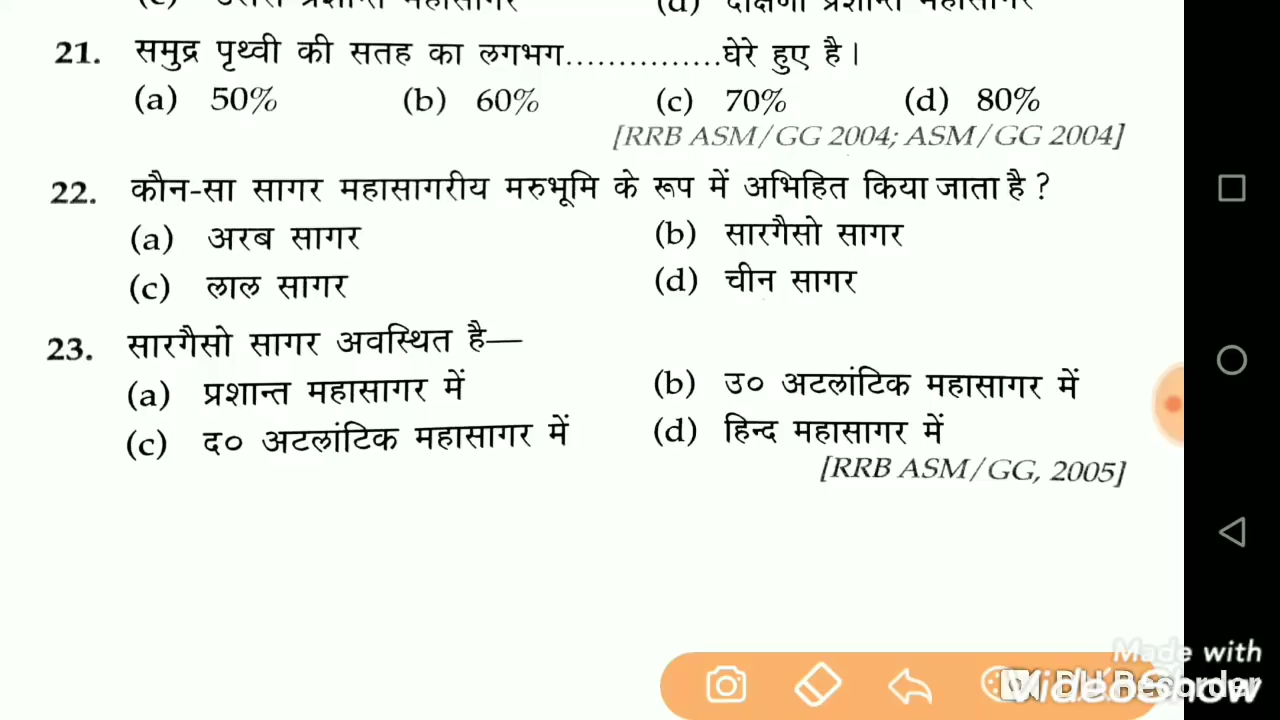 21. समुद्र पृथ्वी की सतह का लगभग...............घेरे हुए है।
(a) 50% (b) 60% (c) 70% (d) 80%
[RRB ASM/GG 2004; ASM/GG 2004]
22. कौन-सा सागर महासागरीय मरुभूमि के रूप में अभिहित किया जाता है ?
(a) अरब सागर (b) सारगैसो सागर
(c) लाल सागर (d) चीन सागर
23. सारगैसो सागर अवस्थित है—
(a) प्रशान्त महासागर में (b) उ० अटलांटिक महासागर में
(c) द० अटलांटिक महासागर में (d) हिन्द महासागर में
[RRB ASM/GG, 2005]
Made with
VideoShow